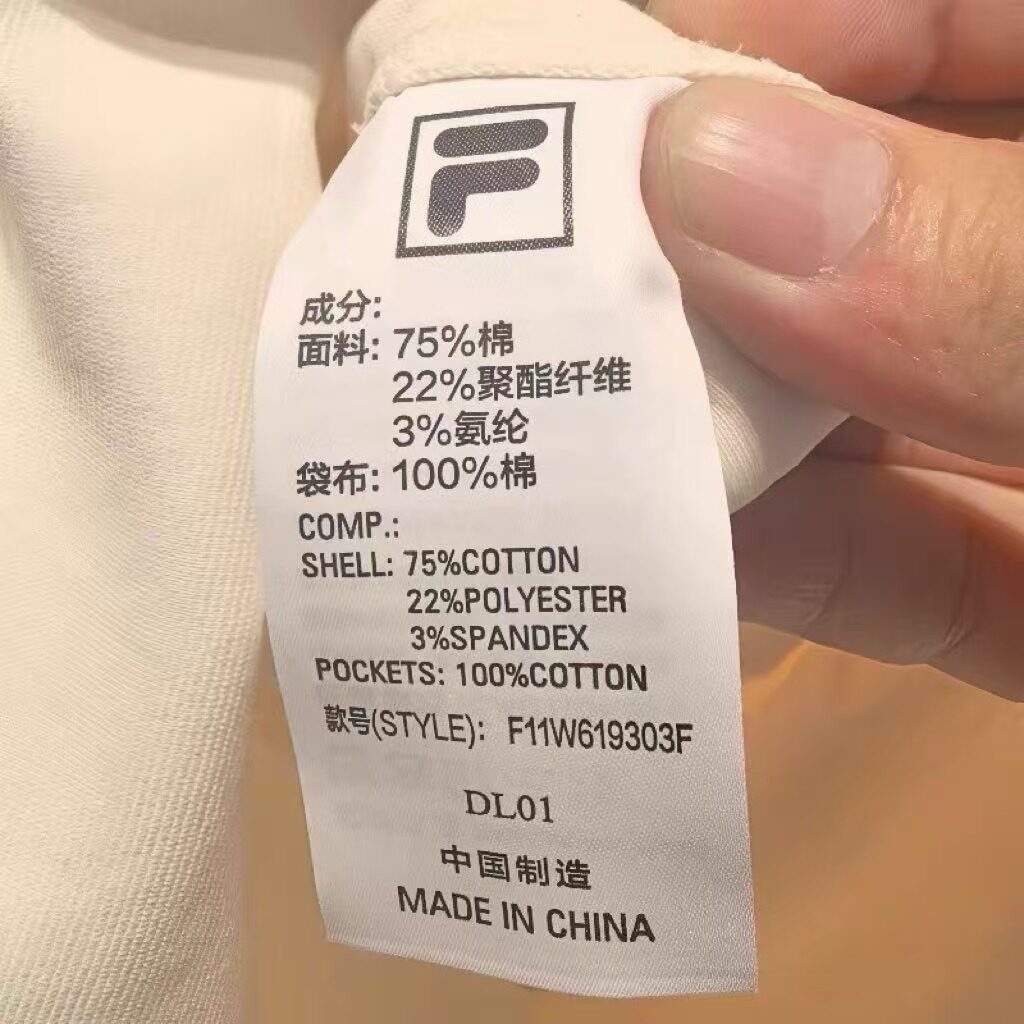 成分:
面料: 75%棉
22%聚酯纤维
3%氨纶
袋布: 100%棉
COMP.:
SHELL: 75%COTTON
22%POLYESTER
3%SPANDEX
POCKETS: 100%COTTON
款号(STYLE): F11W619303F
DL01
中国制造
MADE IN CHINA